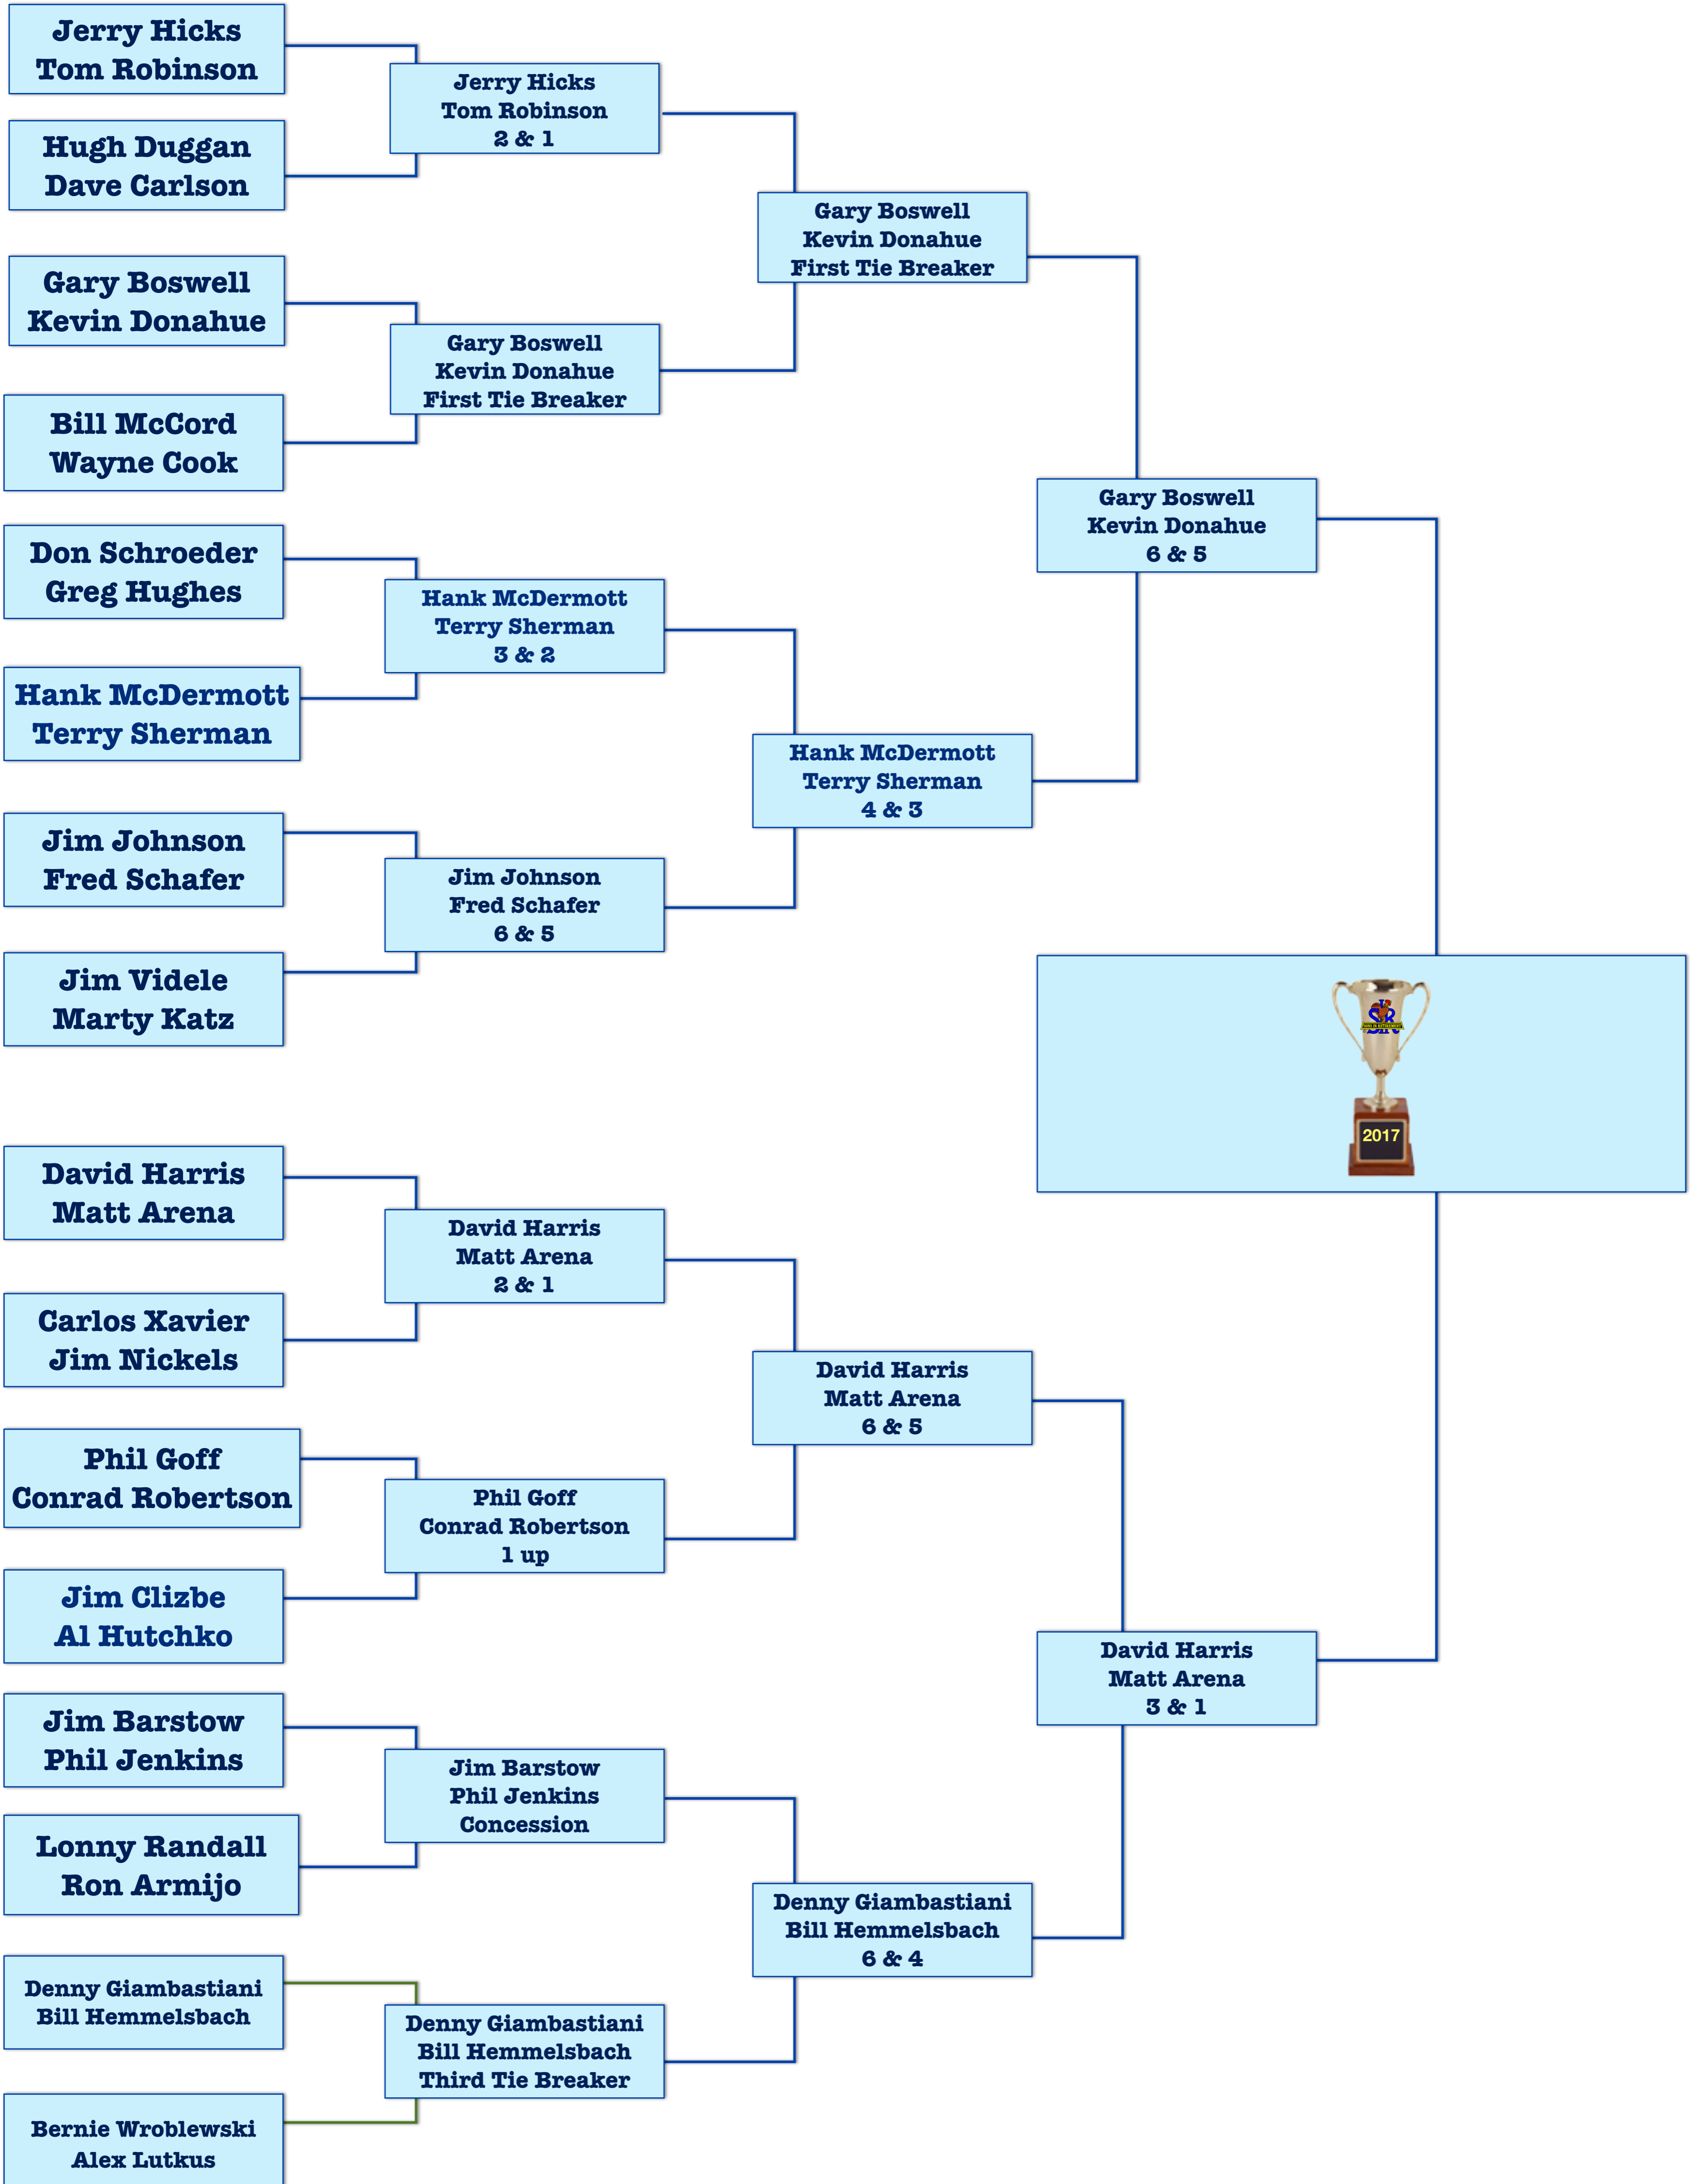 Jerry Hicks
Tom Robinson
Hugh Duggan
Dave Carlson
Gary Boswell
Kevin Donahue
Bill McCord
Wayne Cook
Don Schroeder
Greg Hughes
Hank McDermott
Terry Sherman
Jim Johnson
Fred Schafer
Jim Videle
Marty Katz
David Harris
Matt Arena
Carlos Xavier
Jim Nickels
Phil Goff
Conrad Robertson
Jim Clizbe
Al Hutchko
Jim Barstow
Phil Jenkins
Lonny Randall
Ron Armijo
Denny Giambastiani
Bill Hemmelsbach
Bernie Wroblewski
Alex Lutkus
Jerry Hicks
Tom Robinson
2 & 1
Gary Boswell
Kevin Donahue
First Tie Breaker
Hank McDermott
Terry Sherman
3 & 2
Jim Johnson
Fred Schafer
6 & 5
David Harris
Matt Arena
2 & 1
Phil Goff
Conrad Robertson
1 up
Jim Barstow
Phil Jenkins
Concession
Denny Giambastiani
Bill Hemmelsbach
Third Tie Breaker
Gary Boswell
Kevin Donahue
First Tie Breaker
Hank McDermott
Terry Sherman
4 & 3
David Harris
Matt Arena
6 & 5
Denny Giambastiani
Bill Hemmelsbach
6 & 4
Gary Boswell
Kevin Donahue
6 & 5
David Harris
Matt Arena
3 & 1
2017